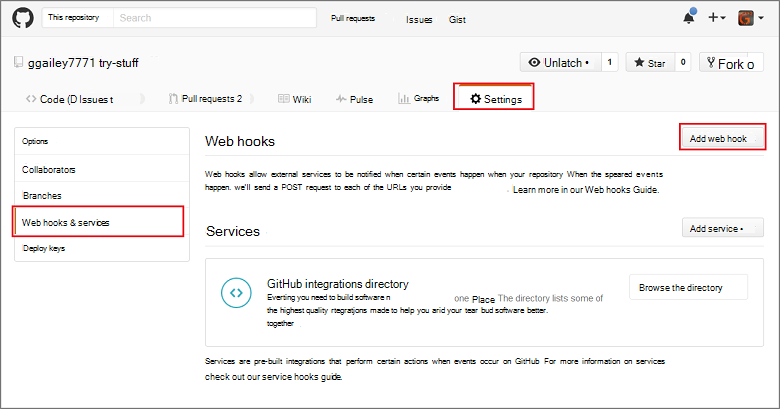 This repository Search Pull requests Issues Gist
ggailey7771 try-stuff Unlatch • 1 Star 0 Fork o
Code (D Issues t Pull requests 2 Wiki Pulse Graphs Settings
Options
Collaborators
Branches
Web hooks & services
Deploy keys
Web hooks Add web hook
Web hooks allow external services to be notified when certain events happen when your repository When the speared events
happen. we'll send a POST request to each of the URLs you provide . Learn more in our Web hooks Guide.
Services Add service •
GitHub integrations directory
Everting you need to build software n one Place The directory lists some of
the highest quality rtegrations made to help you arid your tear bud software better.
together
Browse the directory
Services are pre-built integrations that perform certain actions when events occur on GitHub For more information on services
check out our service hooks guide.